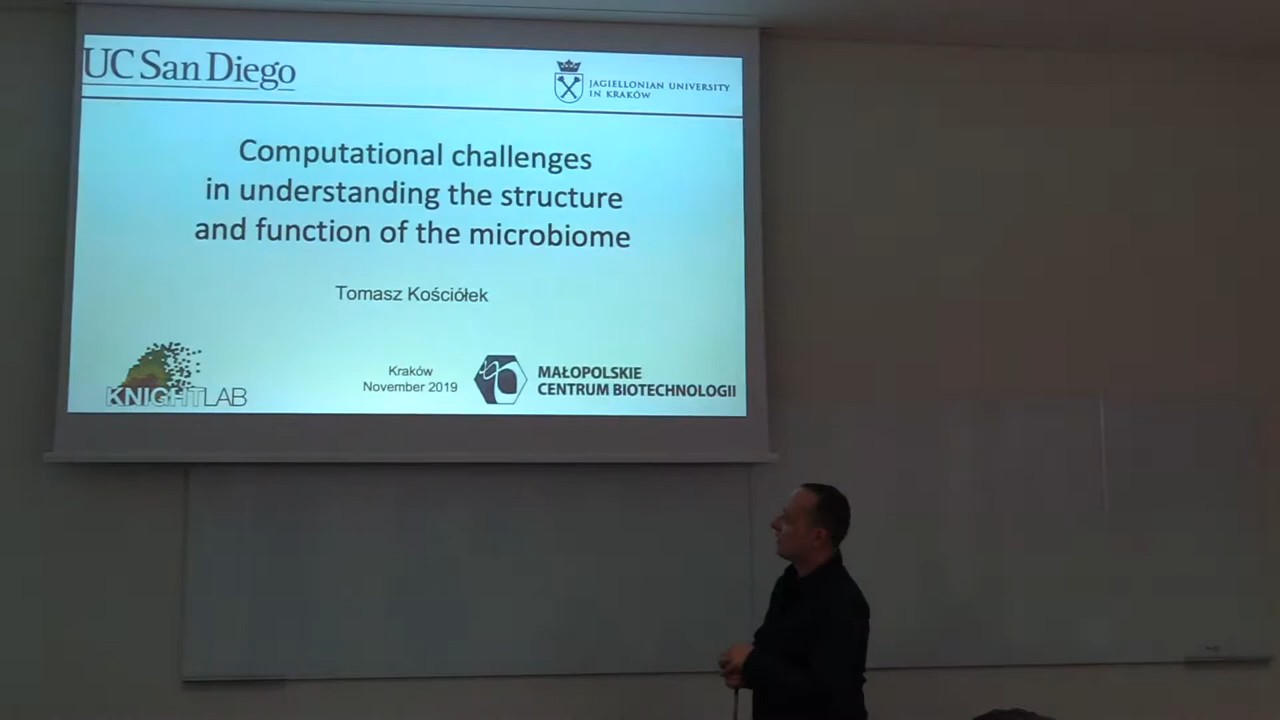 UC San Diego
JAGIELLONIAN UNIVERSITY
IN KRAKÓW
Computational challenges
in understanding the structure
and function of the microbiome
Tomasz Kościółek
KNIGHTLAB
Kraków
November 2019
MAŁOPOLSKIE
CENTRUM BIOTECHNOLOGII